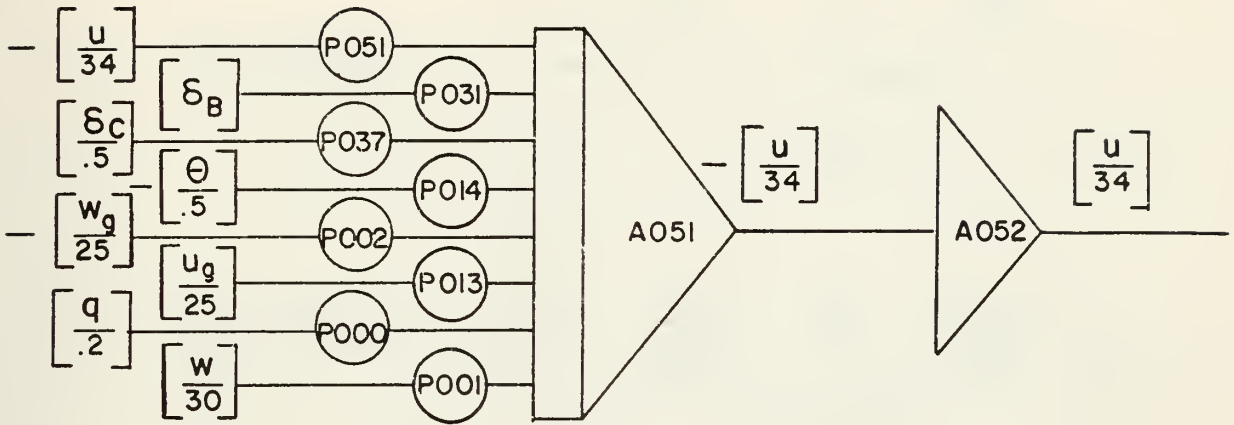 - [u/34] P051
[δB] P031
[δC/.5] P037
- [θ/.5] P014
- [wg/25] P002
[ug/25] P013
[q/.2] P000
[w/30] P001
A051
- [u/34]
A052
[u/34]